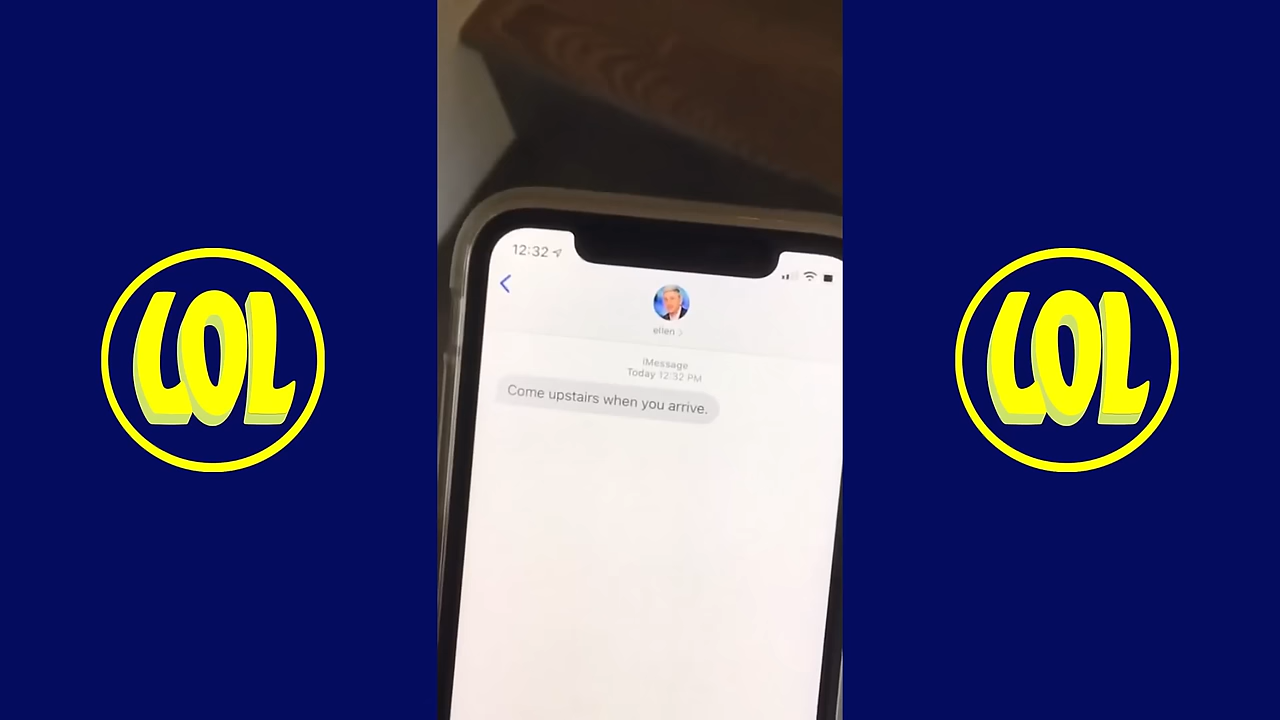 LOL
12:32
ellen
iMessage
Today 12:32 PM
Come upstairs when you arrive.
LOL